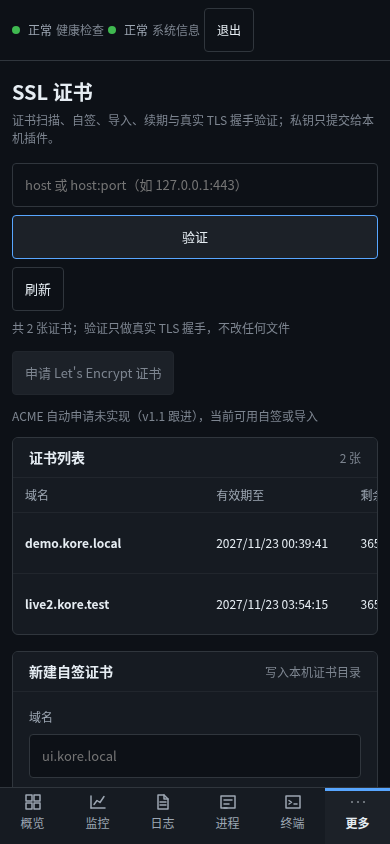 正常 健康检查 正常 系统信息 退出
SSL 证书
证书扫描、自签、导入、续期与真实 TLS 握手验证；私钥只提交给本
机插件。
host 或 host:port（如 127.0.0.1:443）
验证
刷新
共 2 张证书；验证只做真实 TLS 握手，不改任何文件
申请 Let's Encrypt 证书
ACME 自动申请未实现（v1.1 跟进），当前可用自签或导入
证书列表 2 张
域名 有效期至 剩
demo.kore.local 2027/11/23 00:39:41 365
live2.kore.test 2027/11/23 03:54:15 365
新建自签证书 写入本机证书目录
域名
ui.kore.local
概览 监控 日志 进程 终端 更多